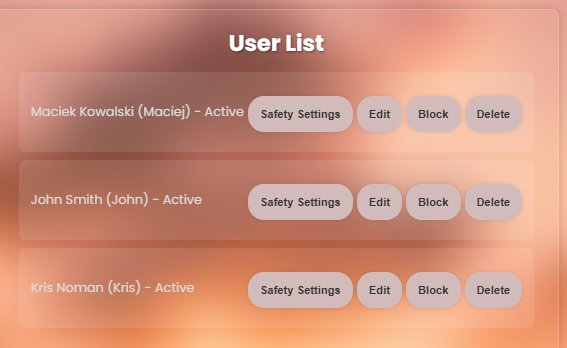 User List
Maciek Kowalski (Maciej) - Active Safety Settings Edit Block Delete
John Smith (John) - Active Safety Settings Edit Block Delete
Kris Noman (Kris) - Active Safety Settings Edit Block Delete